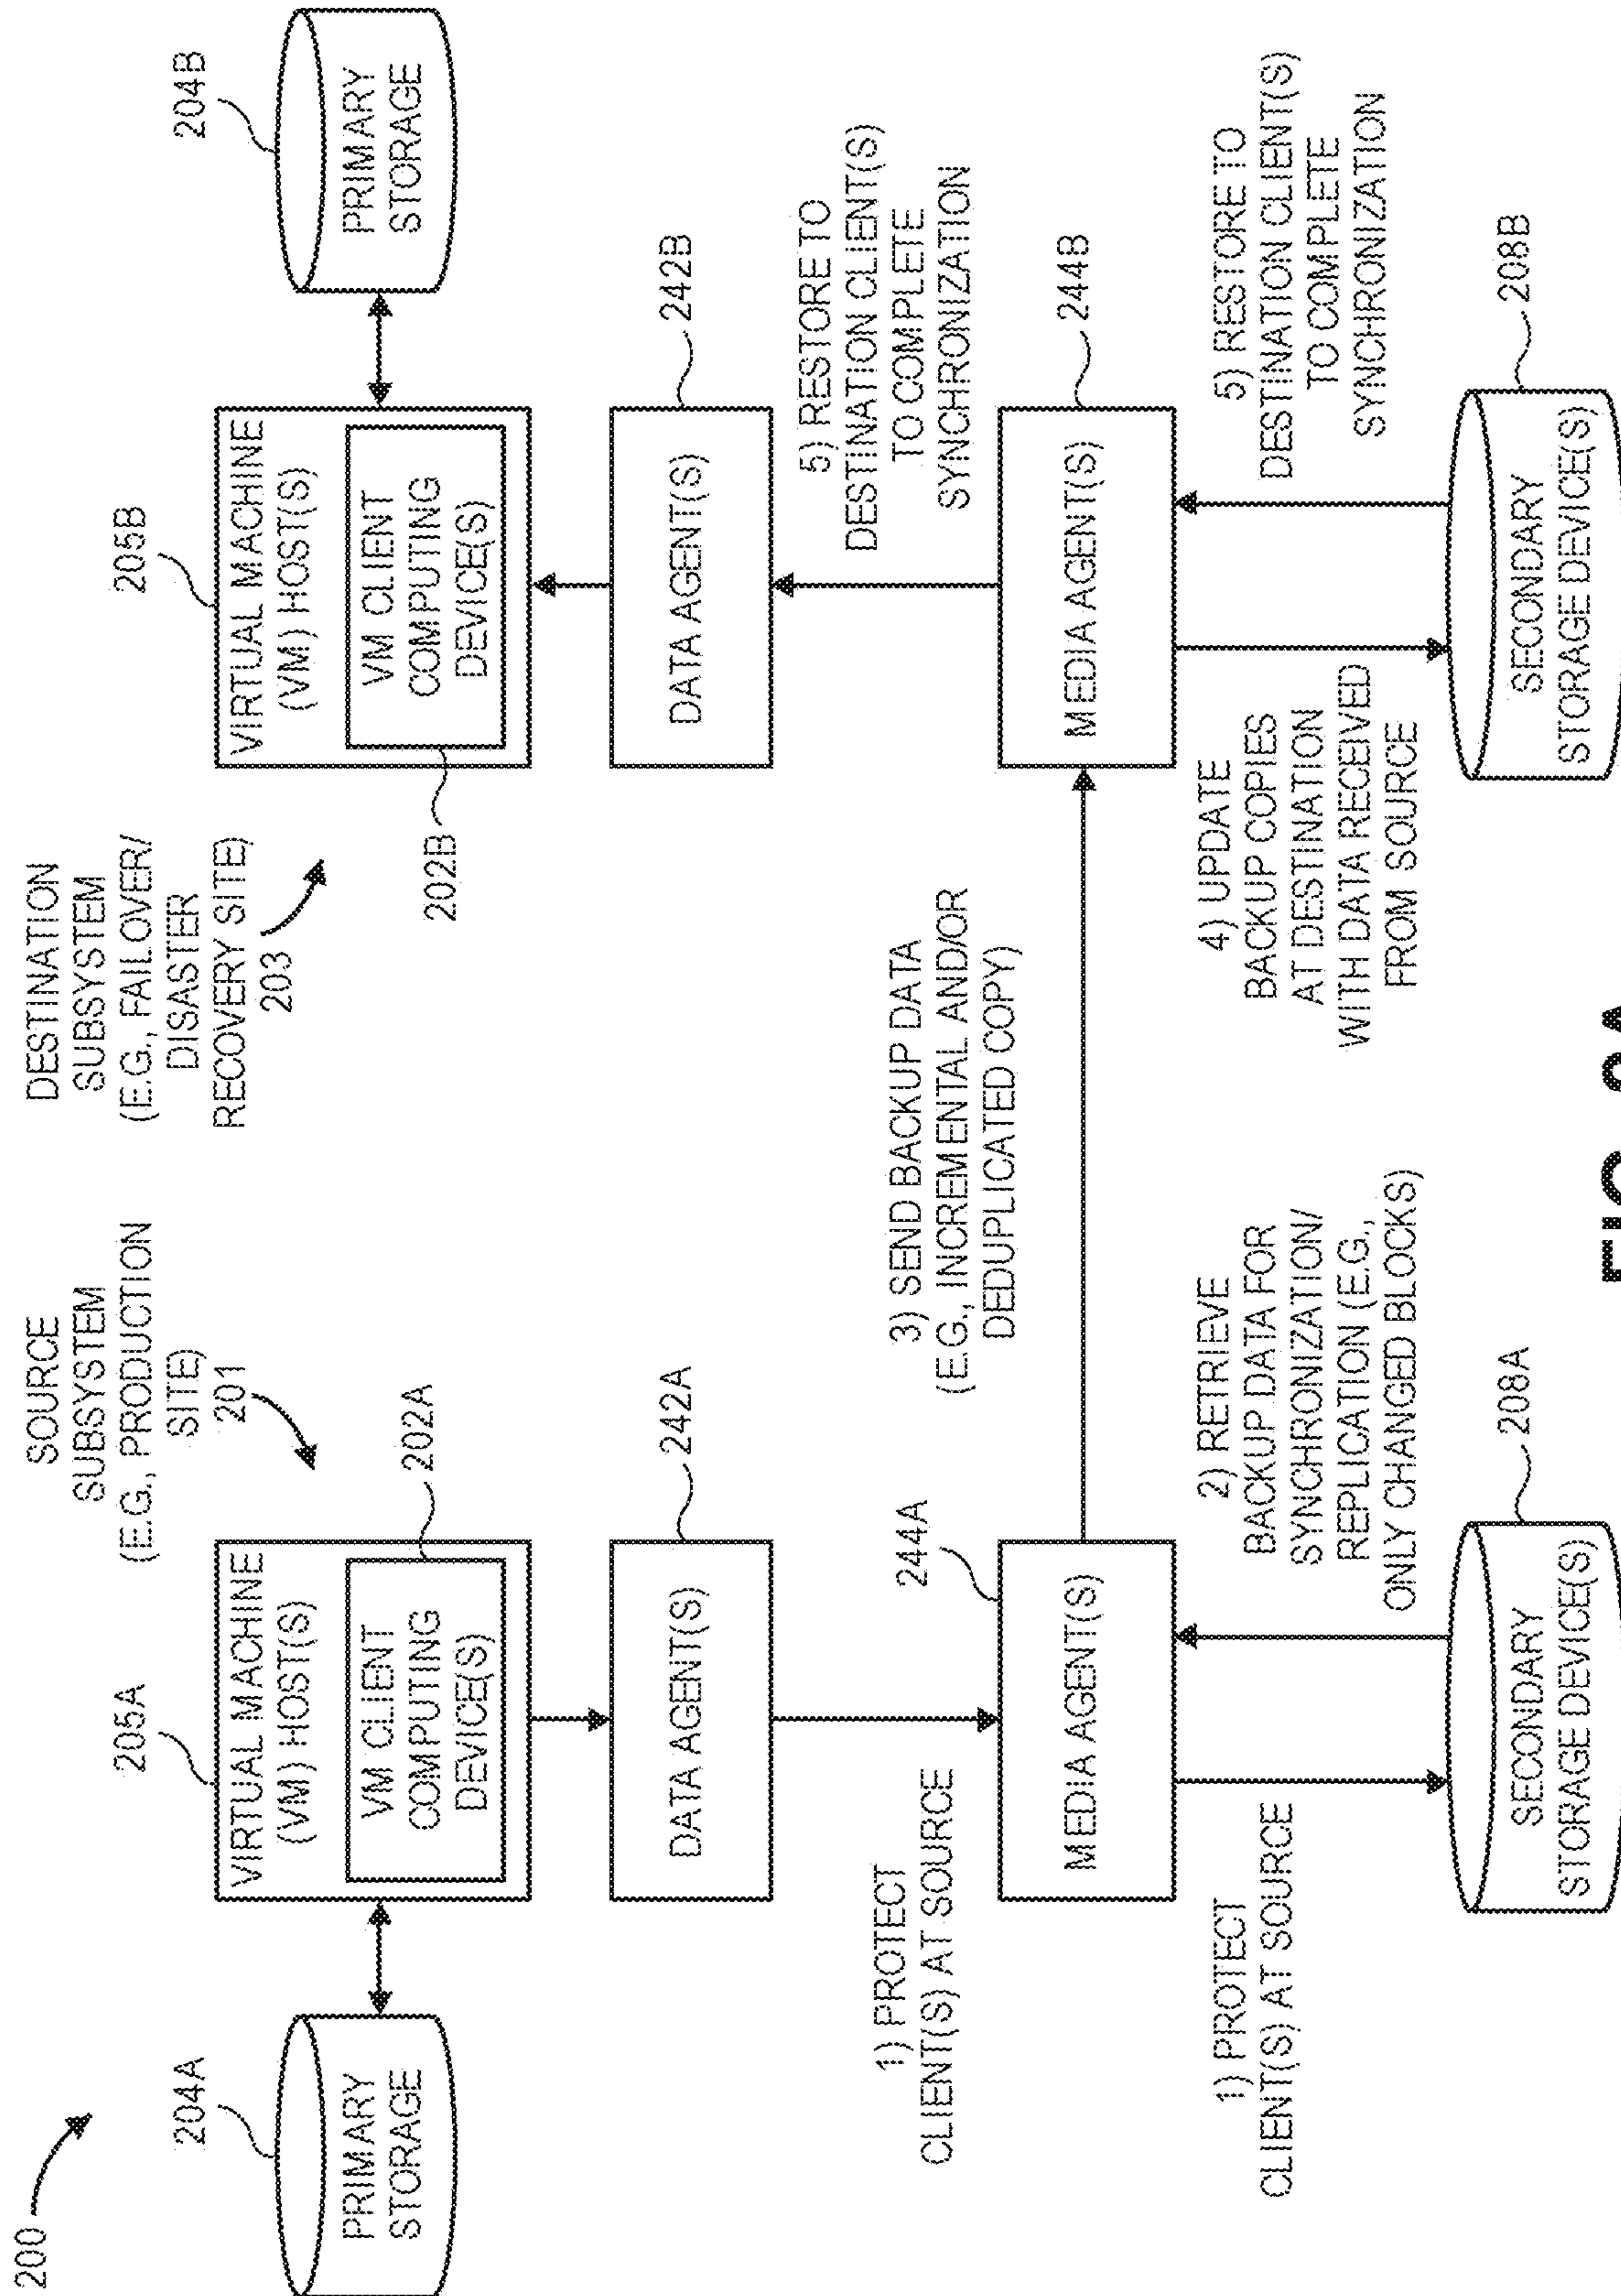 200
SOURCE
SUBSYSTEM
(E.G., PRODUCTION
SITE)
201
DESTINATION
SUBSYSTEM
(E.G., FAILOVER/
DISASTER
RECOVERY SITE)
203
204A
PRIMARY
STORAGE
205A
VIRTUAL MACHINE
(VM) HOST(S)
VM CLIENT
COMPUTING
DEVICE(S)
202A
205B
VIRTUAL MACHINE
(VM) HOST(S)
VM CLIENT
COMPUTING
DEVICE(S)
202B
204B
PRIMARY
STORAGE
DATA AGENT(S)
242A
DATA AGENT(S)
242B
1) PROTECT
CLIENT(S) AT SOURCE
3) SEND BACKUP DATA
(E.G., INCREMENTAL AND/OR
DEDUPLICATED COPY)
5) RESTORE TO
DESTINATION CLIENT(S)
TO COMPLETE
SYNCHRONIZATION
244A
MEDIA AGENT(S)
MEDIA AGENT(S)
244B
1) PROTECT
CLIENT(S) AT SOURCE
2) RETRIEVE
BACKUP DATA FOR
SYNCHRONIZATION/
REPLICATION (E.G.,
ONLY CHANGED BLOCKS)
4) UPDATE
BACKUP COPIES
AT DESTINATION
WITH DATA RECEIVED
FROM SOURCE
5) RESTORE TO
DESTINATION CLIENT(S)
TO COMPLETE
SYNCHRONIZATION
SECONDARY
STORAGE DEVICE(S)
208A
SECONDARY
STORAGE DEVICE(S)
208B